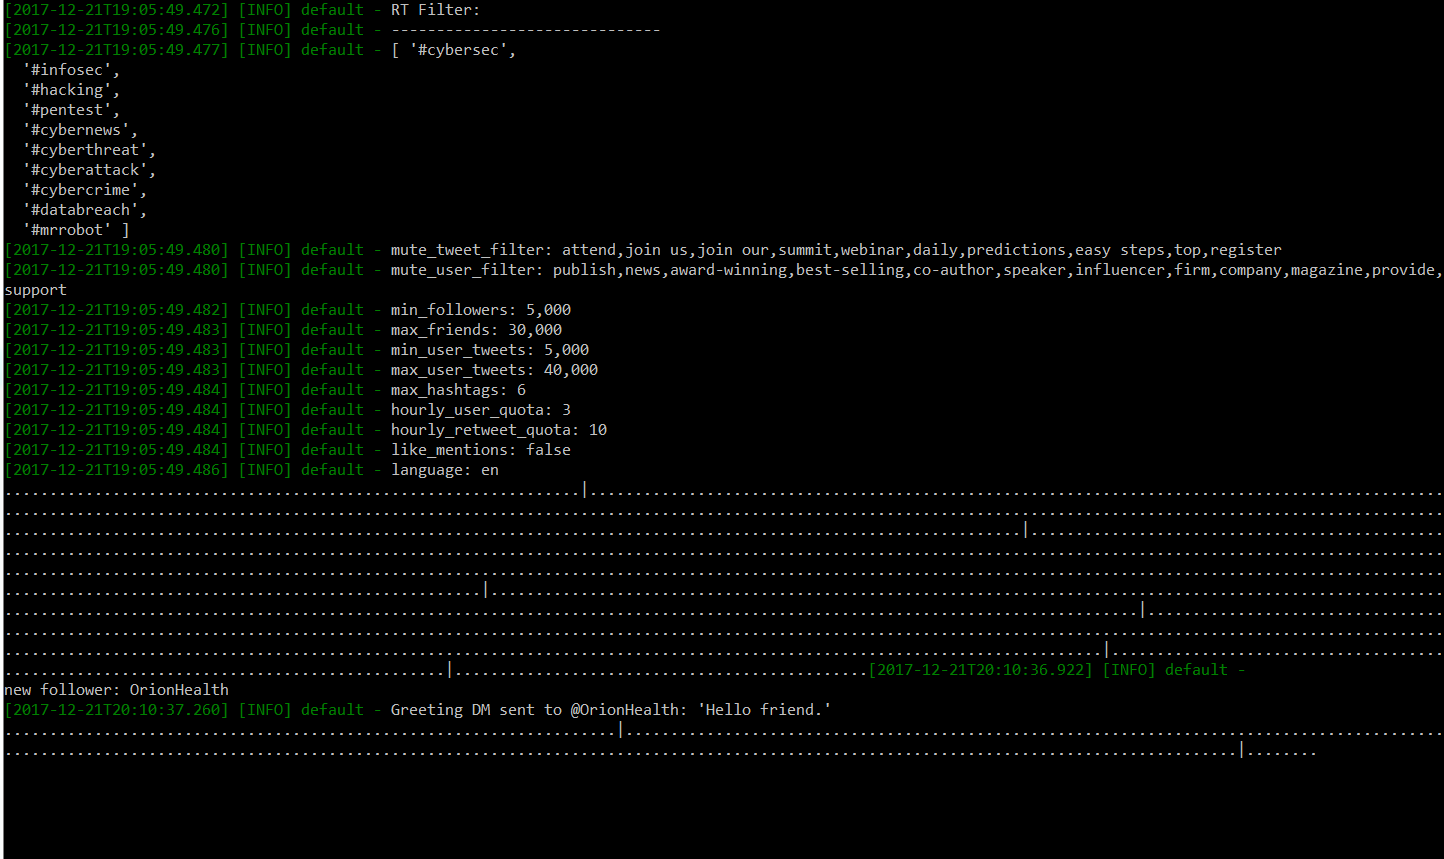 [2017-12-21T19:05:49.472] [INFO] default - RT Filter:
[2017-12-21T19:05:49.476] [INFO] default - ------------------------------
[2017-12-21T19:05:49.477] [INFO] default - [ '#cybersec',
'#infosec',
'#hacking',
'#pentest',
'#cybernews',
'#cyberthreat',
'#cyberattack',
'#cybercrime',
'#databreach',
'#mrrobot' ]
[2017-12-21T19:05:49.480] [INFO] default - mute_tweet_filter: attend,join us,join our,summit,webinar,daily,predictions,easy steps,top,register
[2017-12-21T19:05:49.480] [INFO] default - mute_user_filter: publish,news,award-winning,best-selling,co-author,speaker,influencer,firm,company,magazine,provide,
support
[2017-12-21T19:05:49.482] [INFO] default - min_followers: 5,000
[2017-12-21T19:05:49.483] [INFO] default - max_friends: 30,000
[2017-12-21T19:05:49.483] [INFO] default - min_user_tweets: 5,000
[2017-12-21T19:05:49.483] [INFO] default - max_user_tweets: 40,000
[2017-12-21T19:05:49.484] [INFO] default - max_hashtags: 6
[2017-12-21T19:05:49.484] [INFO] default - hourly_user_quota: 3
[2017-12-21T19:05:49.484] [INFO] default - hourly_retweet_quota: 10
[2017-12-21T19:05:49.484] [INFO] default - like_mentions: false
[2017-12-21T19:05:49.486] [INFO] default - language: en
[2017-12-21T20:10:36.922] [INFO] default -
new follower: OrionHealth
[2017-12-21T20:10:37.260] [INFO] default - Greeting DM sent to @OrionHealth: 'Hello friend.'